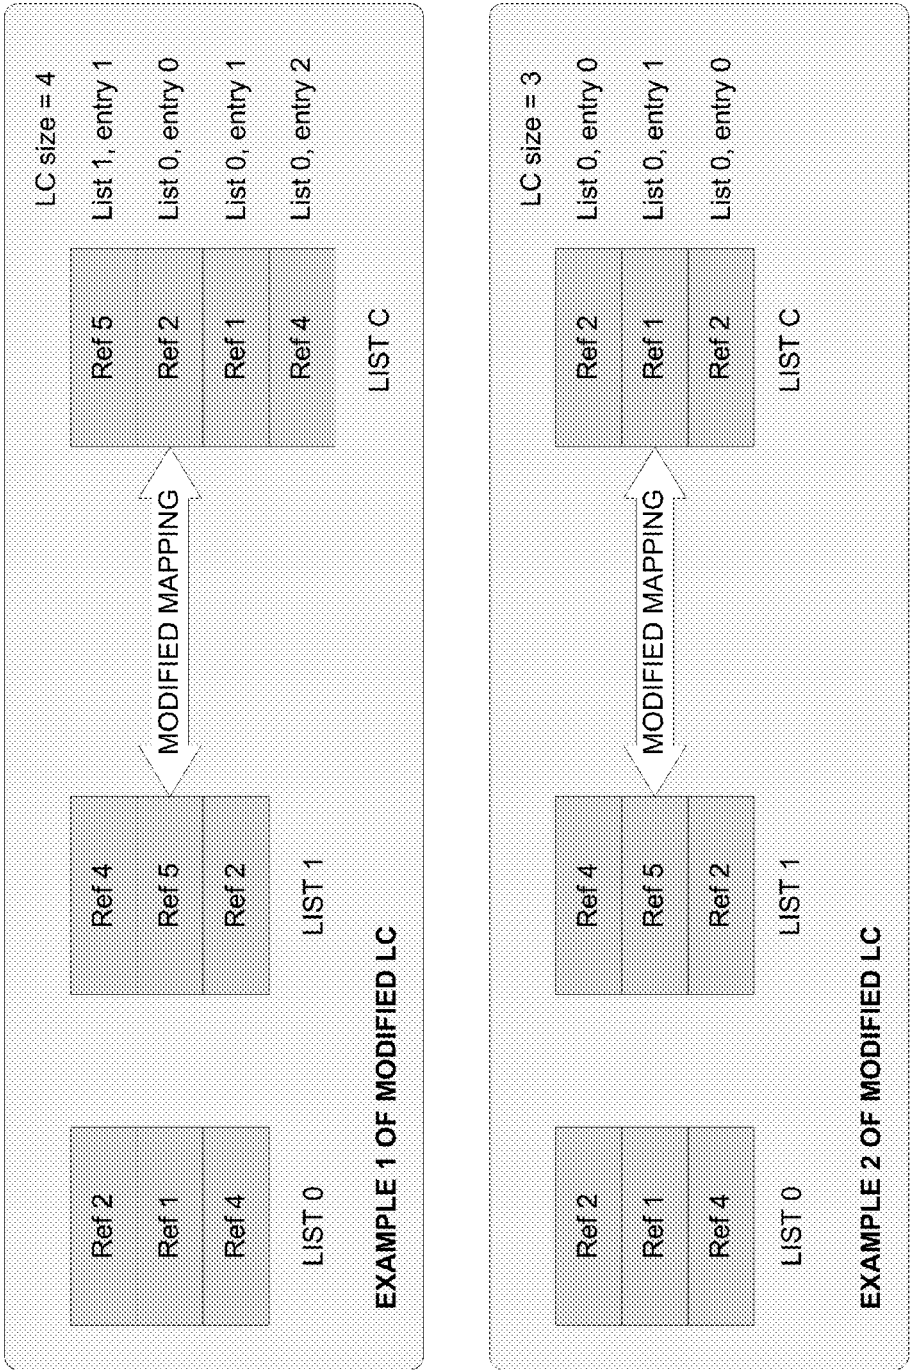 LC size = 4
Ref 2
Ref 4
Ref 5
List 1, entry 1
Ref 1
Ref 5
MODIFIED MAPPING
Ref 2
List 0, entry 0
Ref 4
Ref 2
Ref 1
List 0, entry 1
Ref 4
List 0, entry 2
LIST 0
LIST 1
LIST C
EXAMPLE 1 OF MODIFIED LC
LC size = 3
Ref 2
Ref 4
Ref 2
List 0, entry 0
Ref 1
Ref 5
MODIFIED MAPPING
Ref 1
List 0, entry 1
Ref 4
Ref 2
Ref 2
List 0, entry 0
LIST 0
LIST 1
LIST C
EXAMPLE 2 OF MODIFIED LC